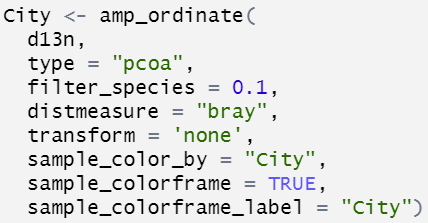 City <- amp_ordinate(
  d13n,
  type = "pcoa",
  filter_species = 0.1,
  distmeasure = "bray",
  transform = 'none',
  sample_color_by = "City",
  sample_colorframe = TRUE,
  sample_colorframe_label = "City")